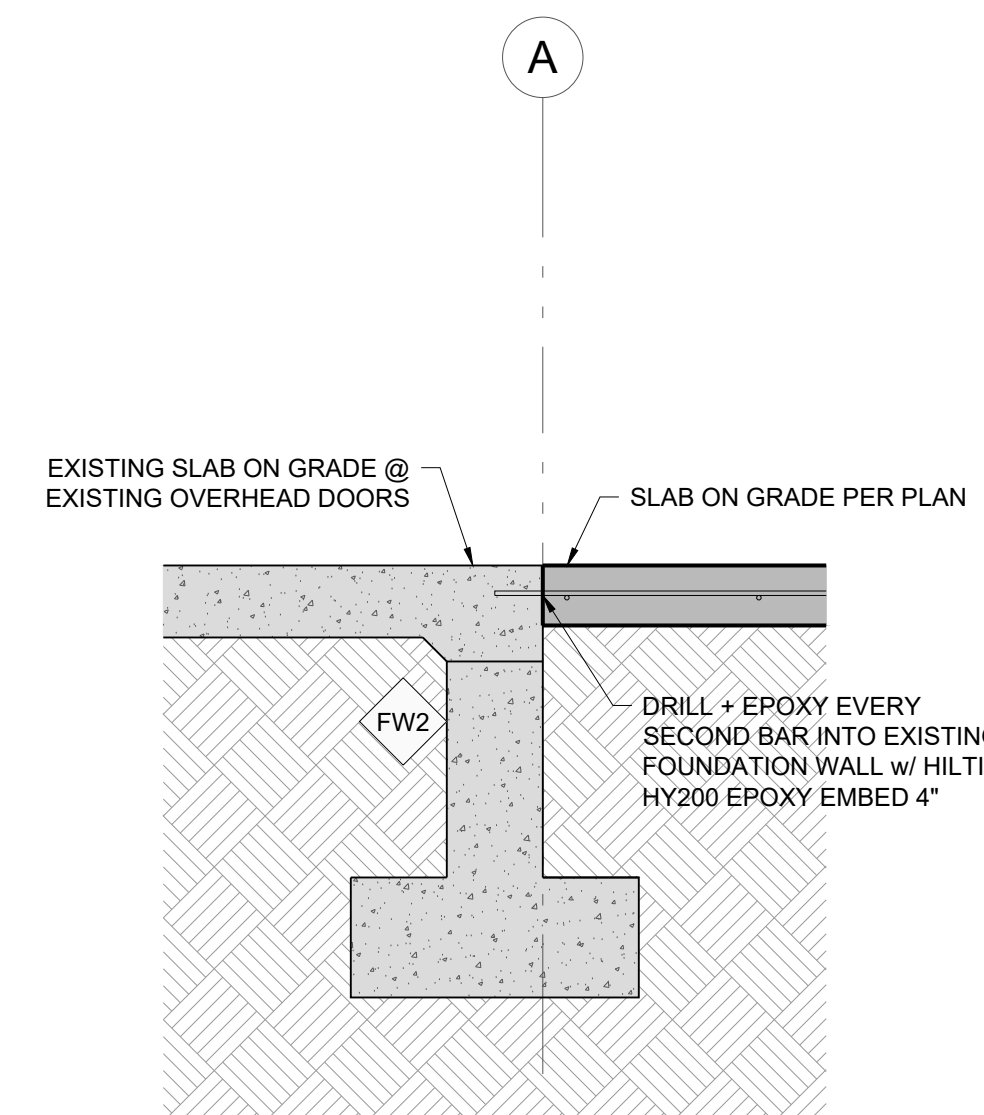 A
EXISTING SLAB ON GRADE @
EXISTING OVERHEAD DOORS
SLAB ON GRADE PER PLAN
FW2
DRILL + EPOXY EVERY
SECOND BAR INTO EXISTING
FOUNDATION WALL w/ HILTI
HY200 EPOXY EMBED 4"